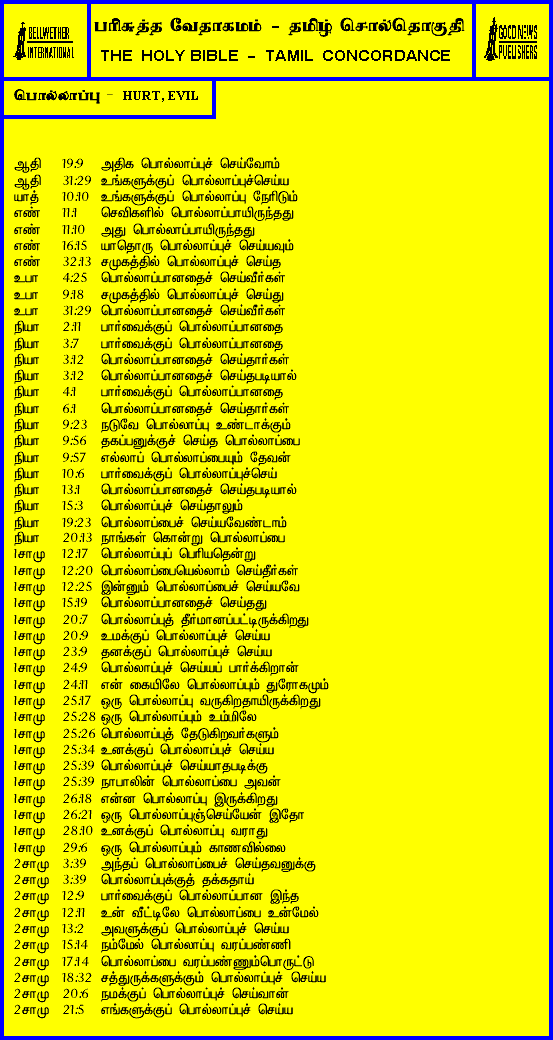 BELLWETHER
INTERNATIONAL
பரிசுத்த வேதாகமம் - தமிழ் சொல்தொகுதி
THE HOLY BIBLE - TAMIL CONCORDANCE
GOOD NEWS
PUBLISHERS
பொல்லாப்பு - HURT, EVIL
ஆதி 19:9 அதிக பொல்லாப்புச் செய்வோம்
ஆதி 31:29 உங்களுக்குப் பொல்லாப்புச்செய்ய
யாத் 10:10 உங்களுக்குப் பொல்லாப்பு நேரிடும்
எண் 11:1 செவிகளில் பொல்லாப்பாயிருந்தது
எண் 11:10 அது பொல்லாப்பாயிருந்தது
எண் 16:15 யாதொரு பொல்லாப்புச் செய்யவும்
எண் 32:13 சமுகத்தில் பொல்லாப்புச் செய்த
உபா 4:25 பொல்லாப்பானதைச் செய்வீர்கள்
உபா 9:18 சமுகத்தில் பொல்லாப்புச் செய்து
உபா 31:29 பொல்லாப்பானதைச் செய்வீர்கள்
நியா 2:11 பார்வைக்குப் பொல்லாப்பானதை
நியா 3:7 பார்வைக்குப் பொல்லாப்பானதை
நியா 3:12 பொல்லாப்பானதைச் செய்தார்கள்
நியா 3:12 பொல்லாப்பானதைச் செய்தபடியால்
நியா 4:1 பார்வைக்குப் பொல்லாப்பானதை
நியா 6:1 பொல்லாப்பானதைச் செய்தார்கள்
நியா 9:23 நடுவே பொல்லாப்பு உண்டாக்கும்
நியா 9:56 தகப்பனுக்குச் செய்த பொல்லாப்பை
நியா 9:57 எல்லாப் பொல்லாப்பையும் தேவன்
நியா 10:6 பார்வைக்குப் பொல்லாப்புச்செய்
நியா 13:1 பொல்லாப்பானதைச் செய்தபடியால்
நியா 15:3 பொல்லாப்புச் செய்தாலும்
நியா 19:23 பொல்லாப்பைச் செய்யவேண்டாம்
நியா 20:13 நாங்கள் கொன்று பொல்லாப்பை
1சாமு 12:17 பொல்லாப்புப் பெரியதென்று
1சாமு 12:20 பொல்லாப்பையெல்லாம் செய்தீர்கள்
1சாமு 12:25 இன்னும் பொல்லாப்பைச் செய்யவே
1சாமு 15:19 பொல்லாப்பானதைச் செய்தது
1சாமு 20:7 பொல்லாப்புத் தீர்மானப்பட்டிருக்கிறது
1சாமு 20:9 உமக்குப் பொல்லாப்புச் செய்ய
1சாமு 23:9 தனக்குப் பொல்லாப்புச் செய்ய
1சாமு 24:9 பொல்லாப்புச் செய்யப் பார்க்கிறான்
1சாமு 24:11 என் கையிலே பொல்லாப்பும் துரோகமும்
1சாமு 25:17 ஒரு பொல்லாப்பு வருகிறதாயிருக்கிறது
1சாமு 25:28 ஒரு பொல்லாப்பும் உம்மிலே
1சாமு 25:26 பொல்லாப்புத் தேடுகிறவர்களும்
1சாமு 25:34 உனக்குப் பொல்லாப்புச் செய்ய
1சாமு 25:39 பொல்லாப்புச் செய்யாதபடிக்கு
1சாமு 25:39 நாபாலின் பொல்லாப்பை அவன்
1சாமு 26:18 என்ன பொல்லாப்பு இருக்கிறது
1சாமு 26:21 ஒரு பொல்லாப்புஞ்செய்யேன் இதோ
1சாமு 28:10 உனக்குப் பொல்லாப்பு வராது
1சாமு 29:6 ஒரு பொல்லாப்பும் காணவில்லை
2சாமு 3:39 அந்தப் பொல்லாப்பைச் செய்தவனுக்கு
2சாமு 3:39 பொல்லாப்புக்குத் தக்கதாய்
2சாமு 12:9 பார்வைக்குப் பொல்லாப்பான இந்த
2சாமு 12:11 உன் வீட்டிலே பொல்லாப்பை உன்மேல்
2சாமு 13:2 அவளுக்குப் பொல்லாப்புச் செய்ய
2சாமு 15:14 நம்மேல் பொல்லாப்பு வரப்பண்ணி
2சாமு 17:14 பொல்லாப்பை வரப்பண்ணும்பொருட்டு
2சாமு 18:32 சத்துருக்களுக்கும் பொல்லாப்புச் செய்ய
2சாமு 20:6 நமக்குப் பொல்லாப்புச் செய்வான்
2சாமு 21:5 எங்களுக்குப் பொல்லாப்புச் செய்ய